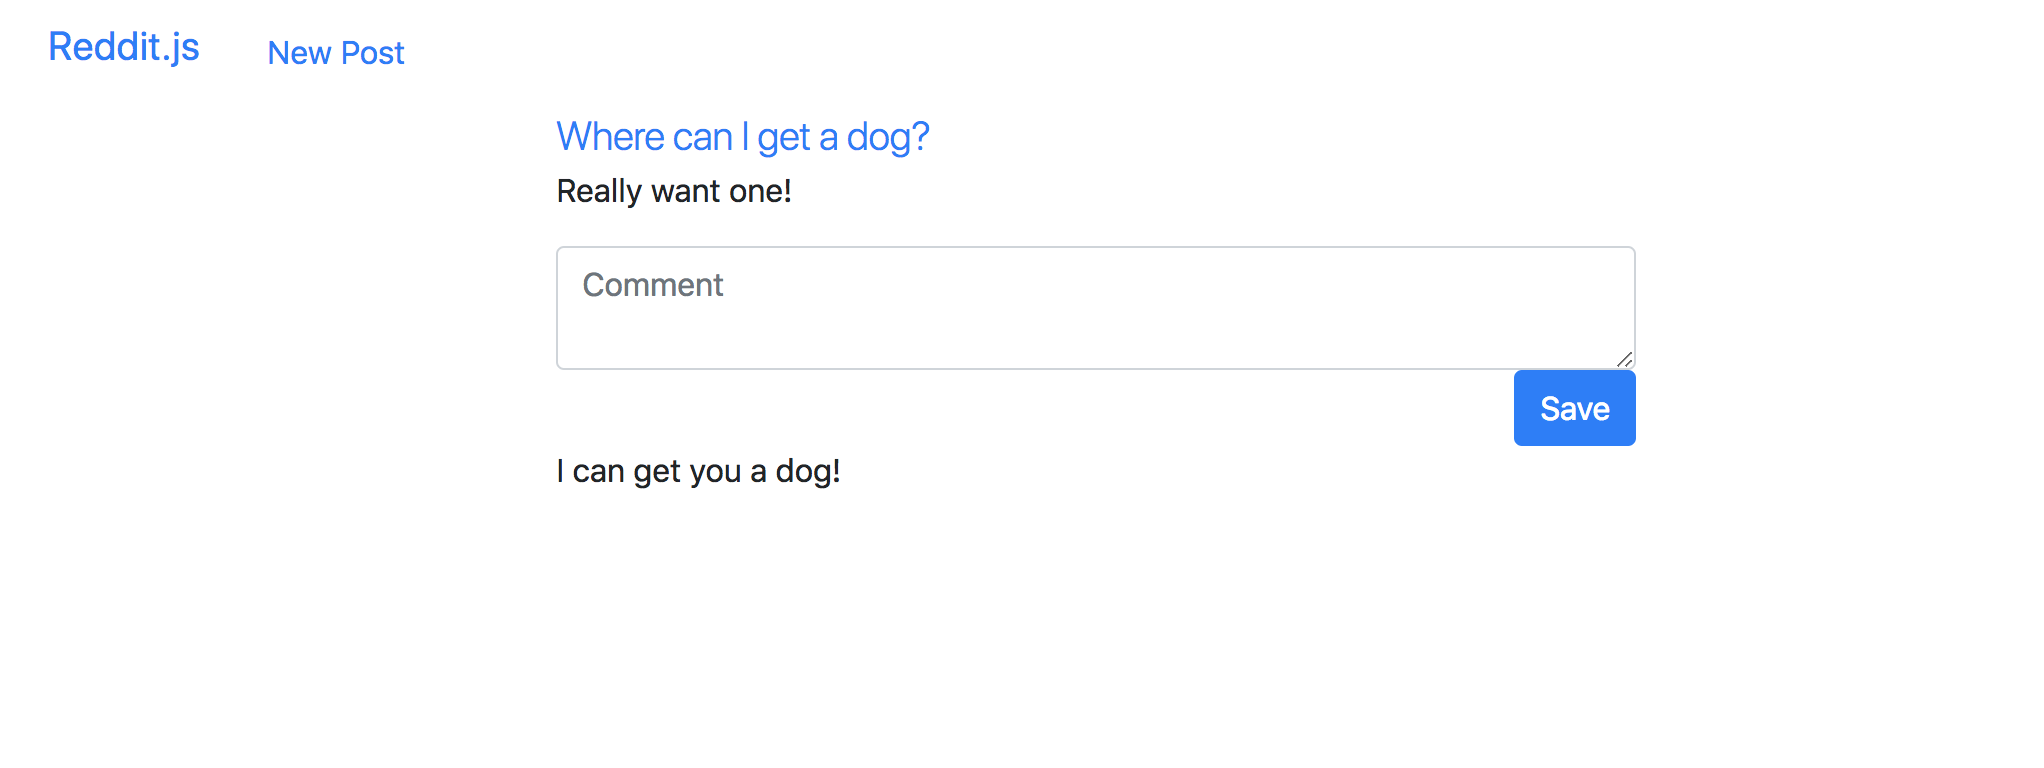 Reddit.js New Post
Where can I get a dog?
Really want one!
Comment
Save
I can get you a dog!